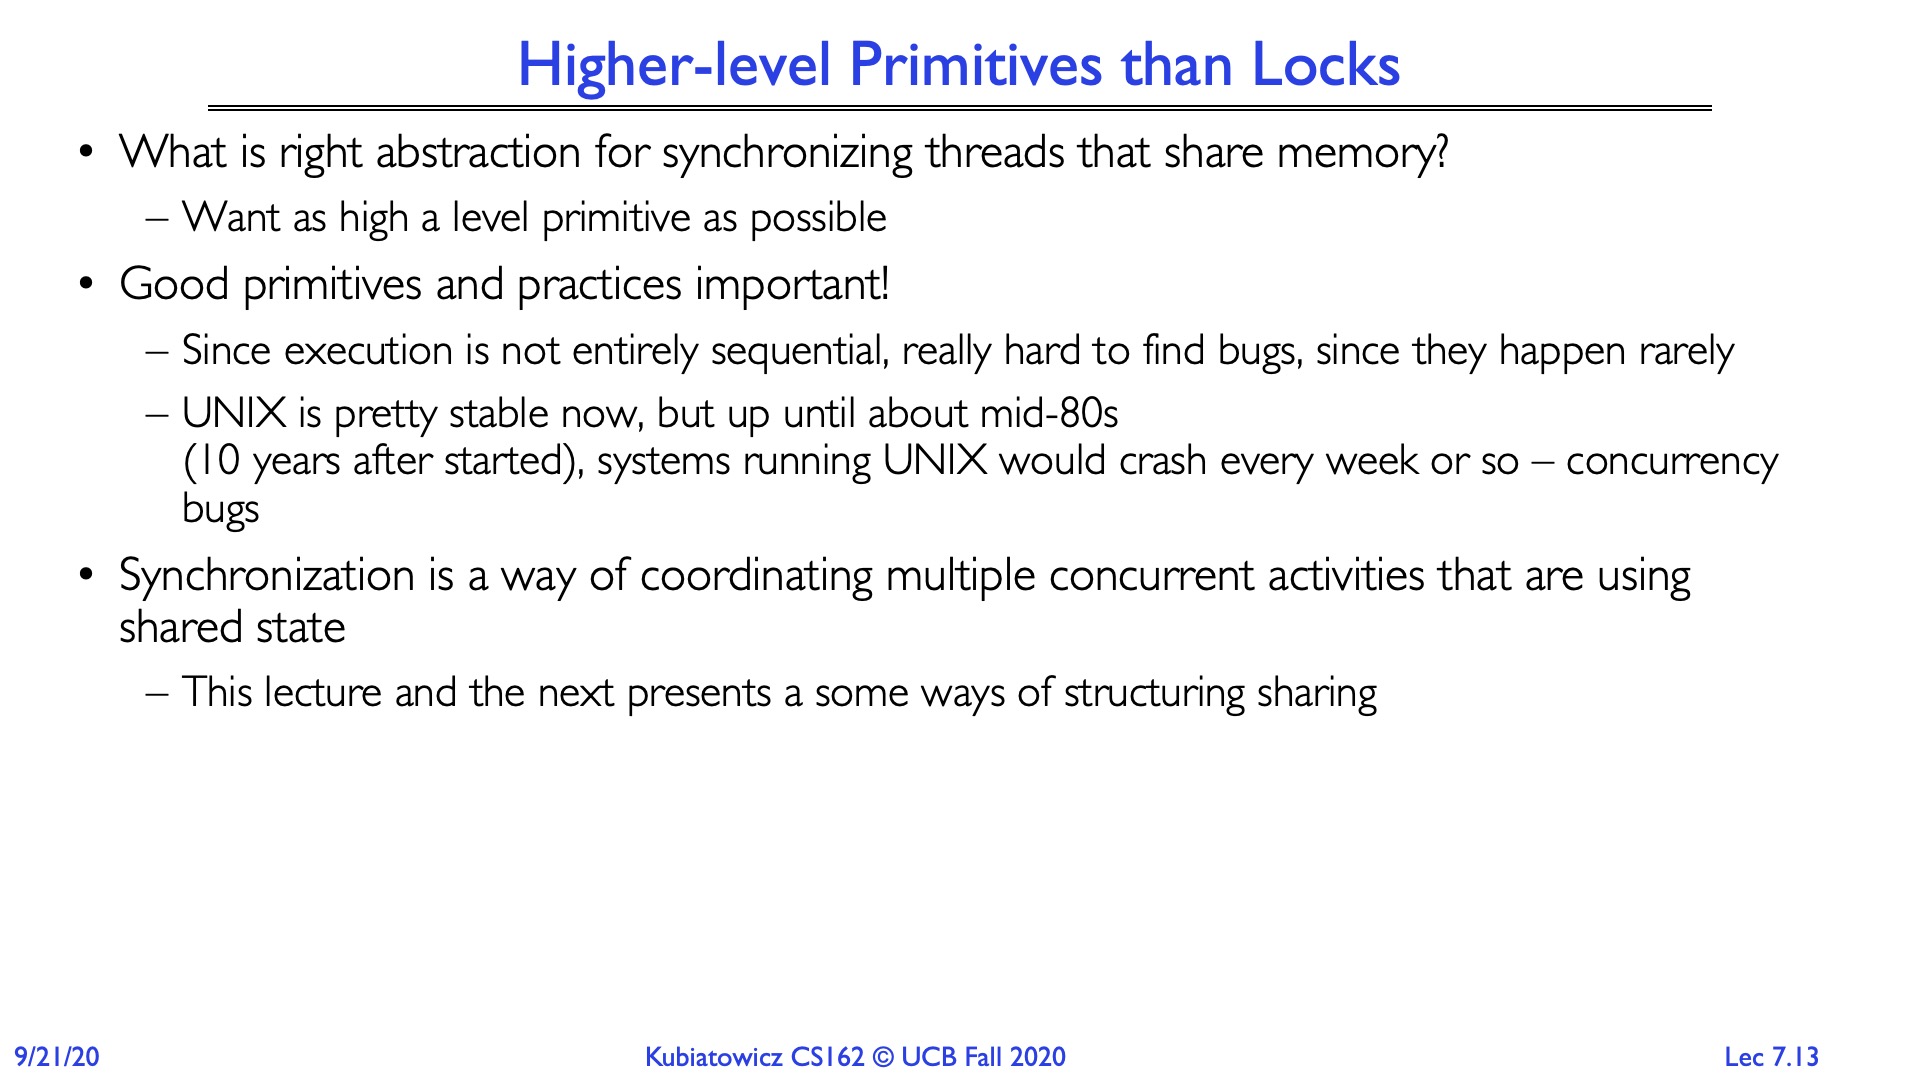 Higher-level Primitives than Locks
• What is right abstraction for synchronizing threads that share memory?
– Want as high a level primitive as possible
• Good primitives and practices important!
– Since execution is not entirely sequential, really hard to find bugs, since they happen rarely
– UNIX is pretty stable now, but up until about mid-80s
(10 years after started), systems running UNIX would crash every week or so – concurrency
bugs
• Synchronization is a way of coordinating multiple concurrent activities that are using
shared state
– This lecture and the next presents a some ways of structuring sharing
9/21/20
Kubiatowicz CS162 © UCB Fall 2020
Lec 7.13